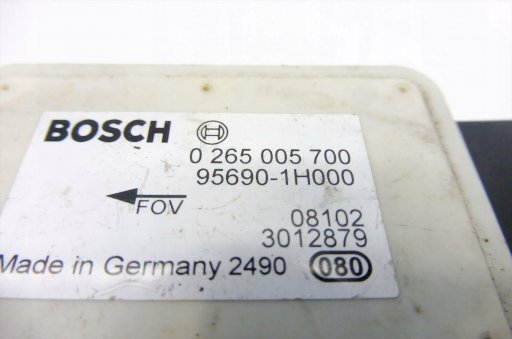 BOSCH
0 265 005 700
95690-1H000
FOV
08102
3012879
Made in Germany 2490 080